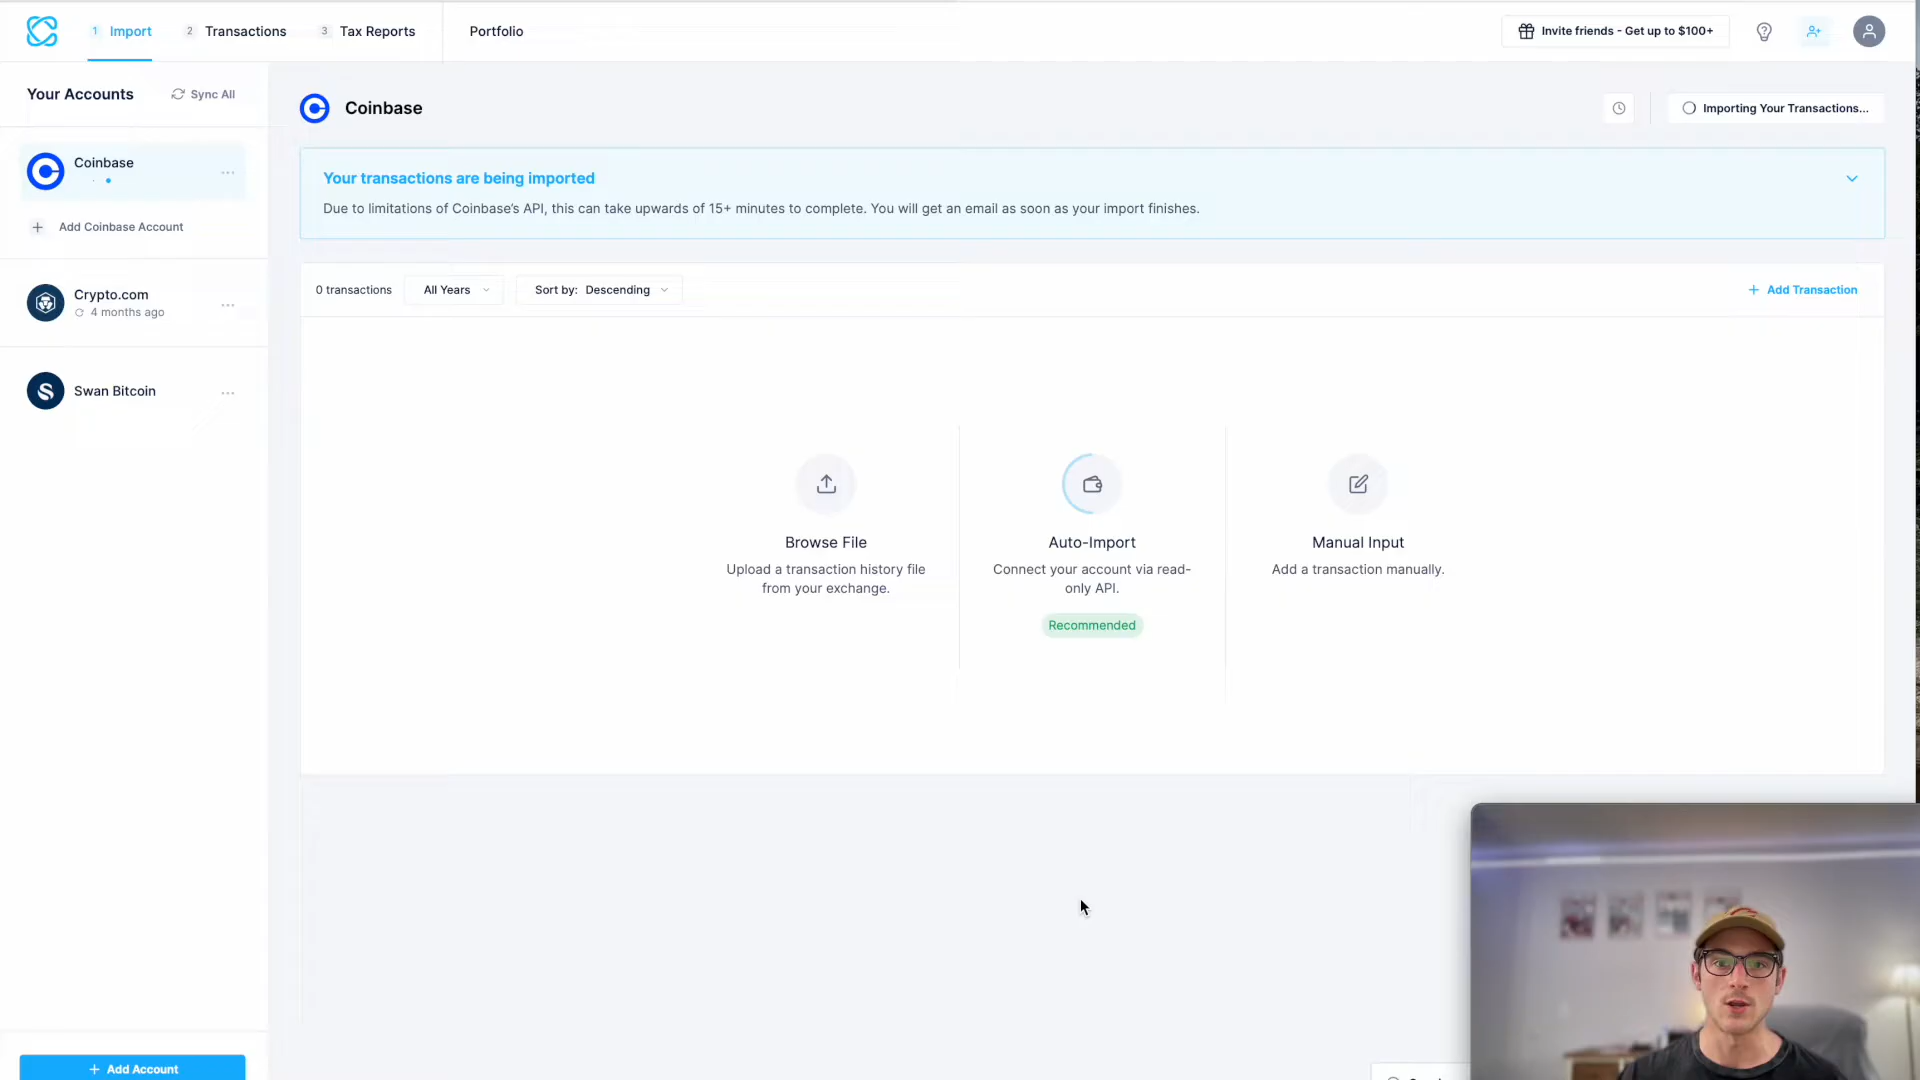 1 Import
2 Transactions
3 Tax Reports
Portfolio
Invite friends - Get up to $100+
Your Accounts
Sync All
Coinbase
Add Coinbase Account
Crypto.com
4 months ago
Swan Bitcoin
+ Add Account
Coinbase
Importing Your Transactions...
Your transactions are being imported
Due to limitations of Coinbase's API, this can take upwards of 15+ minutes to complete. You will get an email as soon as your import finishes.
0 transactions
All Years
Sort by: Descending
+ Add Transaction
Browse File
Upload a transaction history file
from your exchange.
Auto-Import
Connect your account via read-
only API.
Recommended
Manual Input
Add a transaction manually.